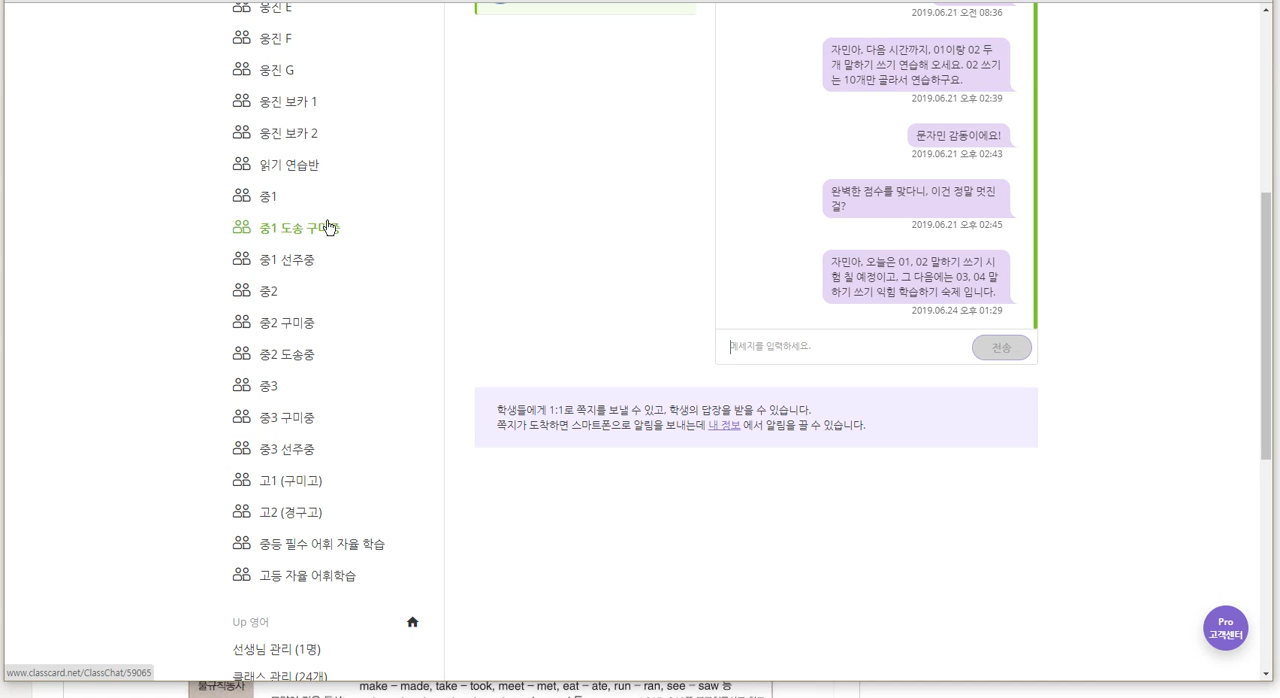 웅진 E
웅진 F
웅진 G
웅진 보카 1
웅진 보카 2
읽기 연습반
중1
중1 도송 구미중
중1 선주중
중2
중2 구미중
중2 도송중
중3
중3 구미중
중3 선주중
고1 (구미고)
고2 (경구고)
중등 필수 어휘 자율 학습
고등 자율 어휘학습
Up 영어
선생님 관리 (1명)
클래스 관리 (24개)
2019.06.21 오전 08:36
자민아, 다음 시간까지, 01이랑 02 두
개 말하기 쓰기 연습해 오세요. 02 쓰기
는 10개만 골라서 연습하구요.
2019.06.21 오후 02:39
문자민 감동이에요!
2019.06.21 오후 02:43
완벽한 점수를 맞다니, 이건 정말 멋진
걸?
2019.06.21 오후 02:45
자민아, 오늘은 01, 02 말하기 쓰기 시
험 칠 예정이고, 그 다음에는 03, 04 말
하기 쓰기 익힘 학습하기 숙제 입니다.
2019.06.24 오후 01:29
메세지를 입력하세요.
전송
학생들에게 1:1로 쪽지를 보낼 수 있고, 학생의 답장을 받을 수 있습니다.
쪽지가 도착하면 스마트폰으로 알림을 보내는데 내 정보 에서 알림을 끌 수 있습니다.
Pro
고객센터
www.classcard.net/ClassChat/59065
불규칙동사
make – made, take – took, meet – met, eat – ate, run – ran, see – saw 등